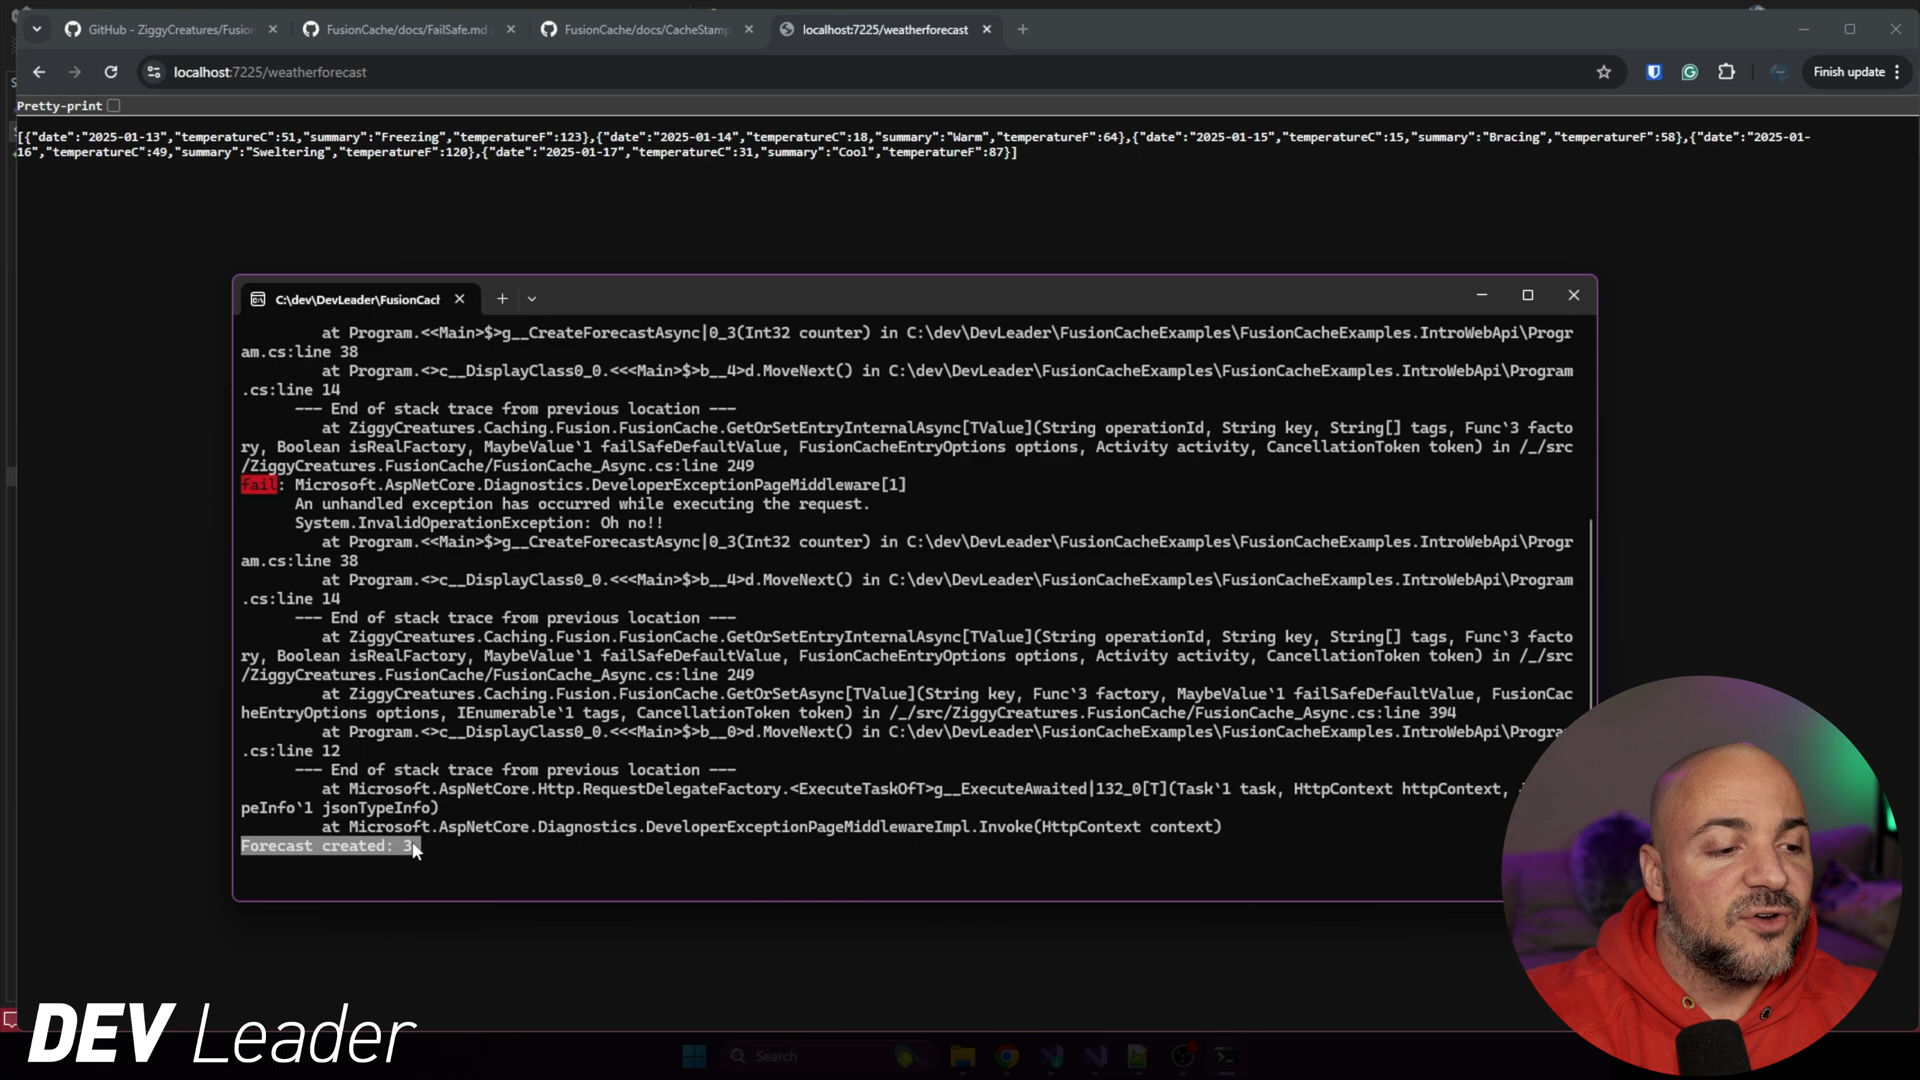 GitHub - ZiggyCreatures/Fusion
FusionCache/docs/FailSafe.md
FusionCache/docs/CacheStamp
localhost:7225/weatherforecast
localhost:7225/weatherforecast
Finish update
Pretty-print
[{"date":"2025-01-13","temperatureC":51,"summary":"Freezing","temperatureF":123},{"date":"2025-01-14","temperatureC":18,"summary":"Warm","temperatureF":64},{"date":"2025-01-15","temperatureC":15,"summary":"Bracing","temperatureF":58},{"date":"2025-01-
16","temperatureC":49,"summary":"Sweltering","temperatureF":120},{"date":"2025-01-17","temperatureC":31,"summary":"Cool","temperatureF":87}]
C:\dev\DevLeader\FusionCach
at Program.<<Main>$>g__CreateForecastAsync|0_3(Int32 counter) in C:\dev\DevLeader\FusionCacheExamples\FusionCacheExamples.IntroWebApi\Progr
am.cs:line 38
at Program.<>c__DisplayClass0_0.<<<Main>$>b__4>d.MoveNext() in C:\dev\DevLeader\FusionCacheExamples\FusionCacheExamples.IntroWebApi\Program
.cs:line 14
--- End of stack trace from previous location ---
at ZiggyCreatures.Caching.Fusion.FusionCache.GetOrSetEntryInternalAsync[TValue](String operationId, String key, String[] tags, Func`3 facto
ry, Boolean isRealFactory, MaybeValue`1 failSafeDefaultValue, FusionCacheEntryOptions options, Activity activity, CancellationToken token) in /_/src
/ZiggyCreatures.FusionCache/FusionCache_Async.cs:line 249
fail: Microsoft.AspNetCore.Diagnostics.DeveloperExceptionPageMiddleware[1]
An unhandled exception has occurred while executing the request.
System.InvalidOperationException: Oh no!!
at Program.<<Main>$>g__CreateForecastAsync|0_3(Int32 counter) in C:\dev\DevLeader\FusionCacheExamples\FusionCacheExamples.IntroWebApi\Progr
am.cs:line 38
at Program.<>c__DisplayClass0_0.<<<Main>$>b__4>d.MoveNext() in C:\dev\DevLeader\FusionCacheExamples\FusionCacheExamples.IntroWebApi\Program
.cs:line 14
--- End of stack trace from previous location ---
at ZiggyCreatures.Caching.Fusion.FusionCache.GetOrSetEntryInternalAsync[TValue](String operationId, String key, String[] tags, Func`3 facto
ry, Boolean isRealFactory, MaybeValue`1 failSafeDefaultValue, FusionCacheEntryOptions options, Activity activity, CancellationToken token) in /_/src
/ZiggyCreatures.FusionCache/FusionCache_Async.cs:line 249
at ZiggyCreatures.Caching.Fusion.FusionCache.GetOrSetAsync[TValue](String key, Func`3 factory, MaybeValue`1 failSafeDefaultValue, FusionCac
heEntryOptions options, IEnumerable`1 tags, CancellationToken token) in /_/src/ZiggyCreatures.FusionCache/FusionCache_Async.cs:line 394
at Program.<>c__DisplayClass0_0.<<<Main>$>b__0>d.MoveNext() in C:\dev\DevLeader\FusionCacheExamples\FusionCacheExamples.IntroWebApi\Progra
.cs:line 12
--- End of stack trace from previous location ---
at Microsoft.AspNetCore.Http.RequestDelegateFactory.<ExecuteTaskOfT>g__ExecuteAwaited|132_0[T](Task`1 task, HttpContext httpContext,
peInfo`1 jsonTypeInfo)
at Microsoft.AspNetCore.Diagnostics.DeveloperExceptionPageMiddlewareImpl.Invoke(HttpContext context)
Forecast created: 3
DEV Leader
Search